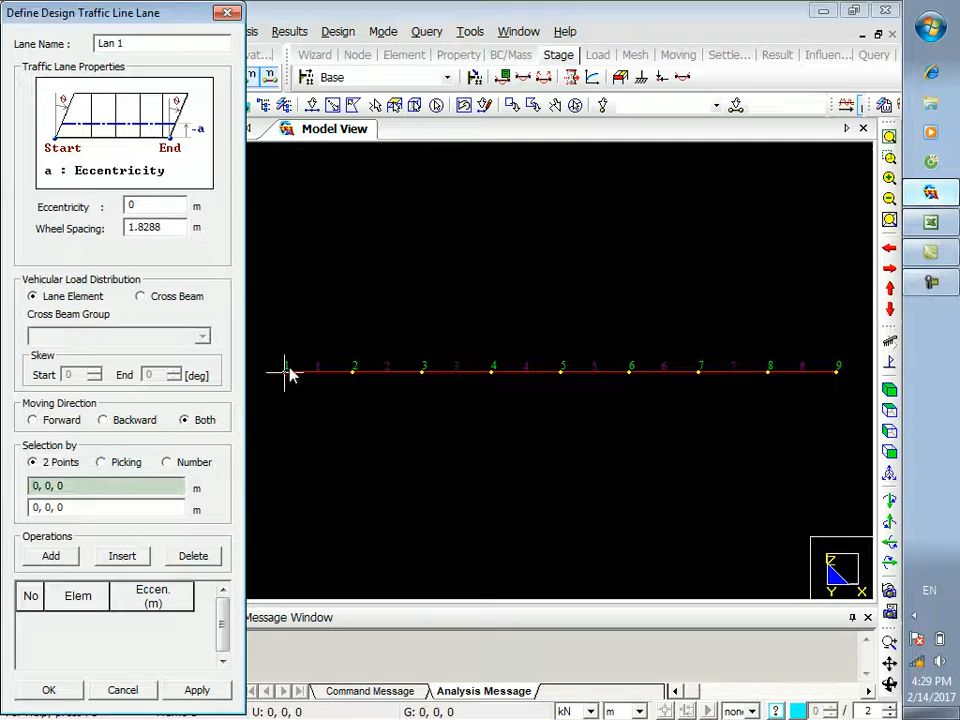 Define Design Traffic Line Lane
Lane Name :
Lan 1
Traffic Lane Properties
θ
θ
-a
Start
End
a : Eccentricity
Eccentricity :
0
m
Wheel Spacing:
1.8288
m
Vehicular Load Distribution
Lane Element
Cross Beam
Cross Beam Group
Skew
Start
0
End
0
[deg]
Moving Direction
Forward
Backward
Both
Selection by
2 Points
Picking
Number
0, 0, 0
m
0, 0, 0
m
Operations
Add
Insert
Delete
No
Elem
Eccen.
(m)
OK
Cancel
Apply
Results
Design
Mode
Query
Tools
Window
Help
Wizard
Node
Element
Property
BC/Mass
Stage
Load
Mesh
Moving
Settle...
Result
Influen...
Query
Base
Model View
1 2 3 4 5 6 7 8 9
1 2 3 4 5 6 7 8
Z
Y
X
Message Window
Command Message
Analysis Message
U: 0, 0, 0
G: 0, 0, 0
kN
m
none
0
/
2
EN
4:29 PM
2/14/2017